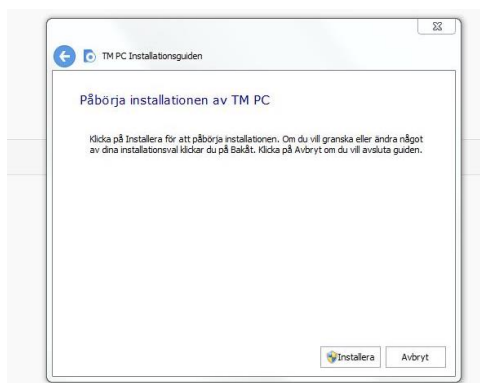 TM PC Installationsguiden
Påbörja installationen av TM PC
Klicka på Installera för att påbörja installationen. Om du vill granska eller ändra något
av dina installationsval klickar du på Bakåt. Klicka på Avbryt om du vill avsluta guiden.
Installera
Avbryt